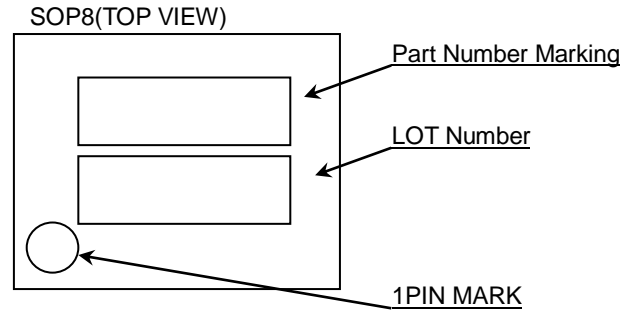 SOP8(TOP VIEW)
Part Number Marking
LOT Number
1PIN MARK